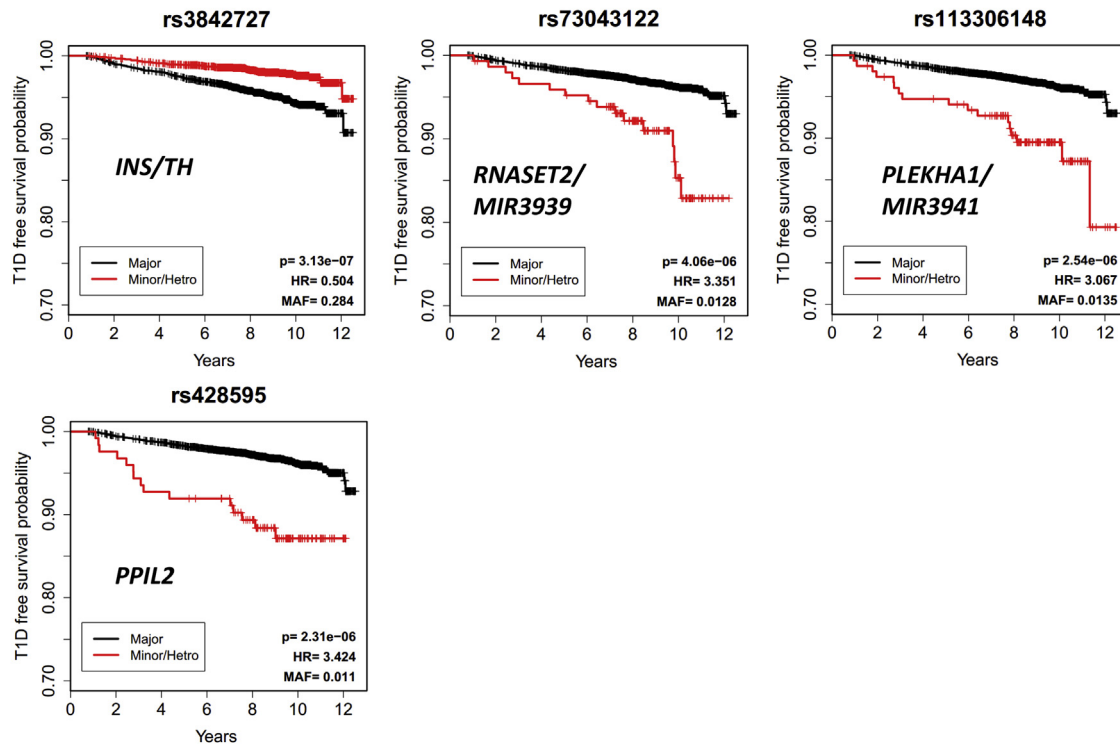 rs3842727
T1D free survival probability
1.00
0.90
0.80
0.70
INS/TH
Major
Minor/Hetro
p= 3.13e-07
HR= 0.504
MAF= 0.284
0 2 4 6 8 10 12
Years
rs73043122
T1D free survival probability
1.00
0.90
0.80
0.70
RNASET2/
MIR3939
Major
Minor/Hetro
p= 4.06e-06
HR= 3.351
MAF= 0.0128
0 2 4 6 8 10 12
Years
rs113306148
T1D free survival probability
1.00
0.90
0.80
0.70
PLEKHA1/
MIR3941
Major
Minor/Hetro
p= 2.54e-06
HR= 3.067
MAF= 0.0135
0 2 4 6 8 10 12
Years
rs428595
T1D free survival probability
1.00
0.90
0.80
0.70
PPIL2
Major
Minor/Hetro
p= 2.31e-06
HR= 3.424
MAF= 0.011
0 2 4 6 8 10 12
Years